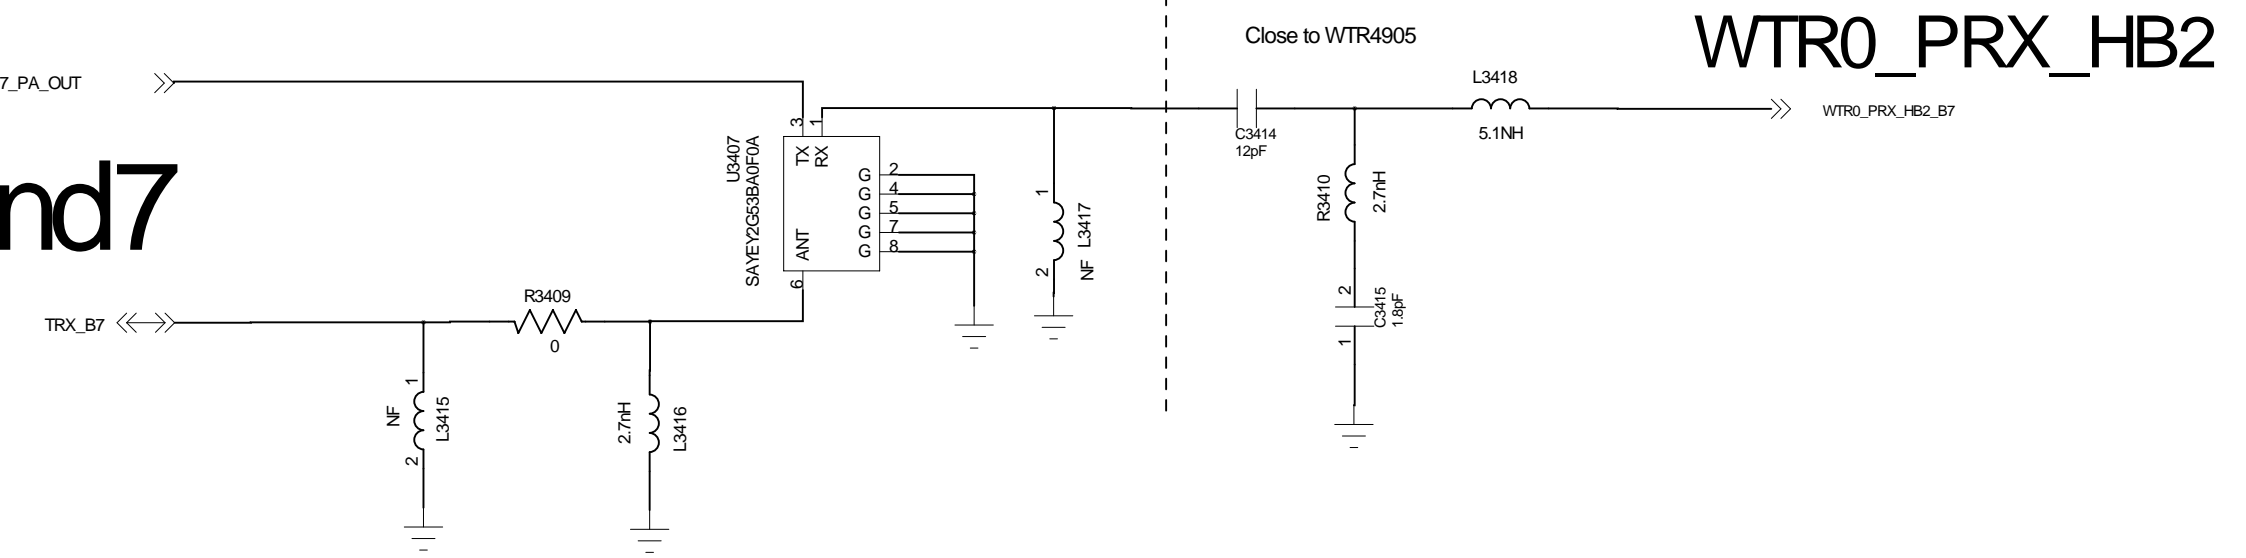 Close to WTR4905
WTR0_PRX_HB2
7_PA_OUT
L3418
5.1NH
WTR0_PRX_HB2_B7
C3414
12pF
3
1
TX
RX
U3407
SAYEY2G53BA0F0A
G 2
G 4
G 5
G 7
G 8
ANT
6
nd7
1
2
NF
L3417
R3410
2.7nH
2
C3415
1.8pF
1
TRX_B7
R3409
0
1
NF
L3415
2
2.7nH
L3416